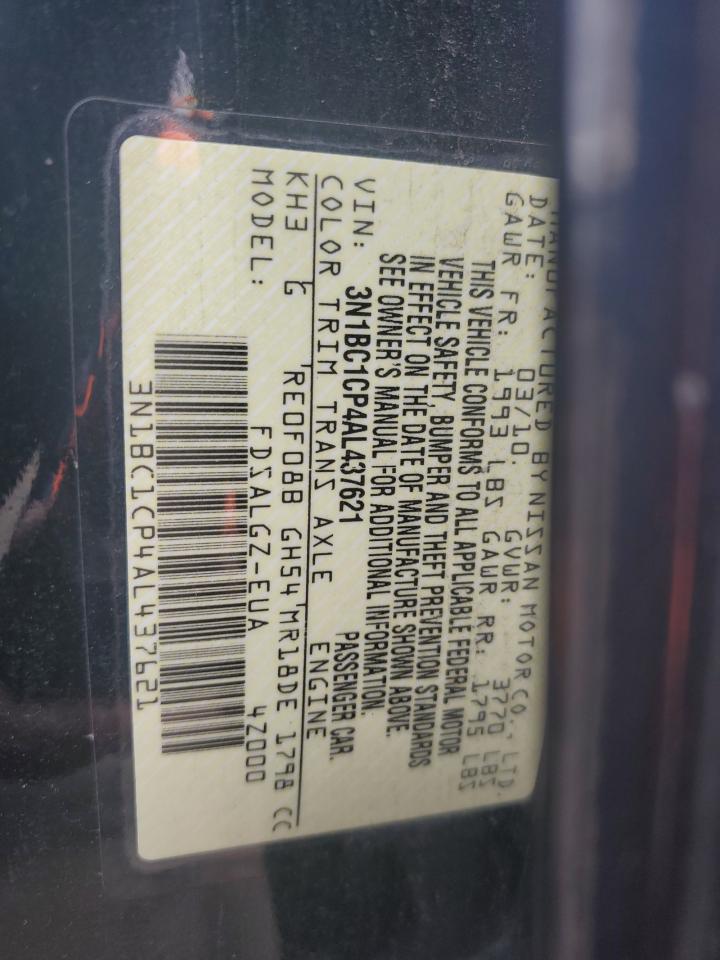 MANUFACTURED BY NISSAN MOTOR CO., LTD.
DATE: 03/10. GVWR: 3770 LBS
GAWR FR: 1993 LBS GAWR RR: 1795 LBS
THIS VEHICLE CONFORMS TO ALL APPLICABLE FEDERAL MOTOR
VEHICLE SAFETY, BUMPER AND THEFT PREVENTION STANDARDS
IN EFFECT ON THE DATE OF MANUFACTURE SHOWN ABOVE.
SEE OWNER'S MANUAL FOR ADDITIONAL INFORMATION.
VIN: 3N1BC1CP4AL437621 PASSENGER CAR.
COLOR TRIM TRANS AXLE ENGINE
KH3 G RE0F08B GH54 MR18DE 1798 CC
MODEL: FDSALGZ-EUA 4Z000
3N1BC1CP4AL437621